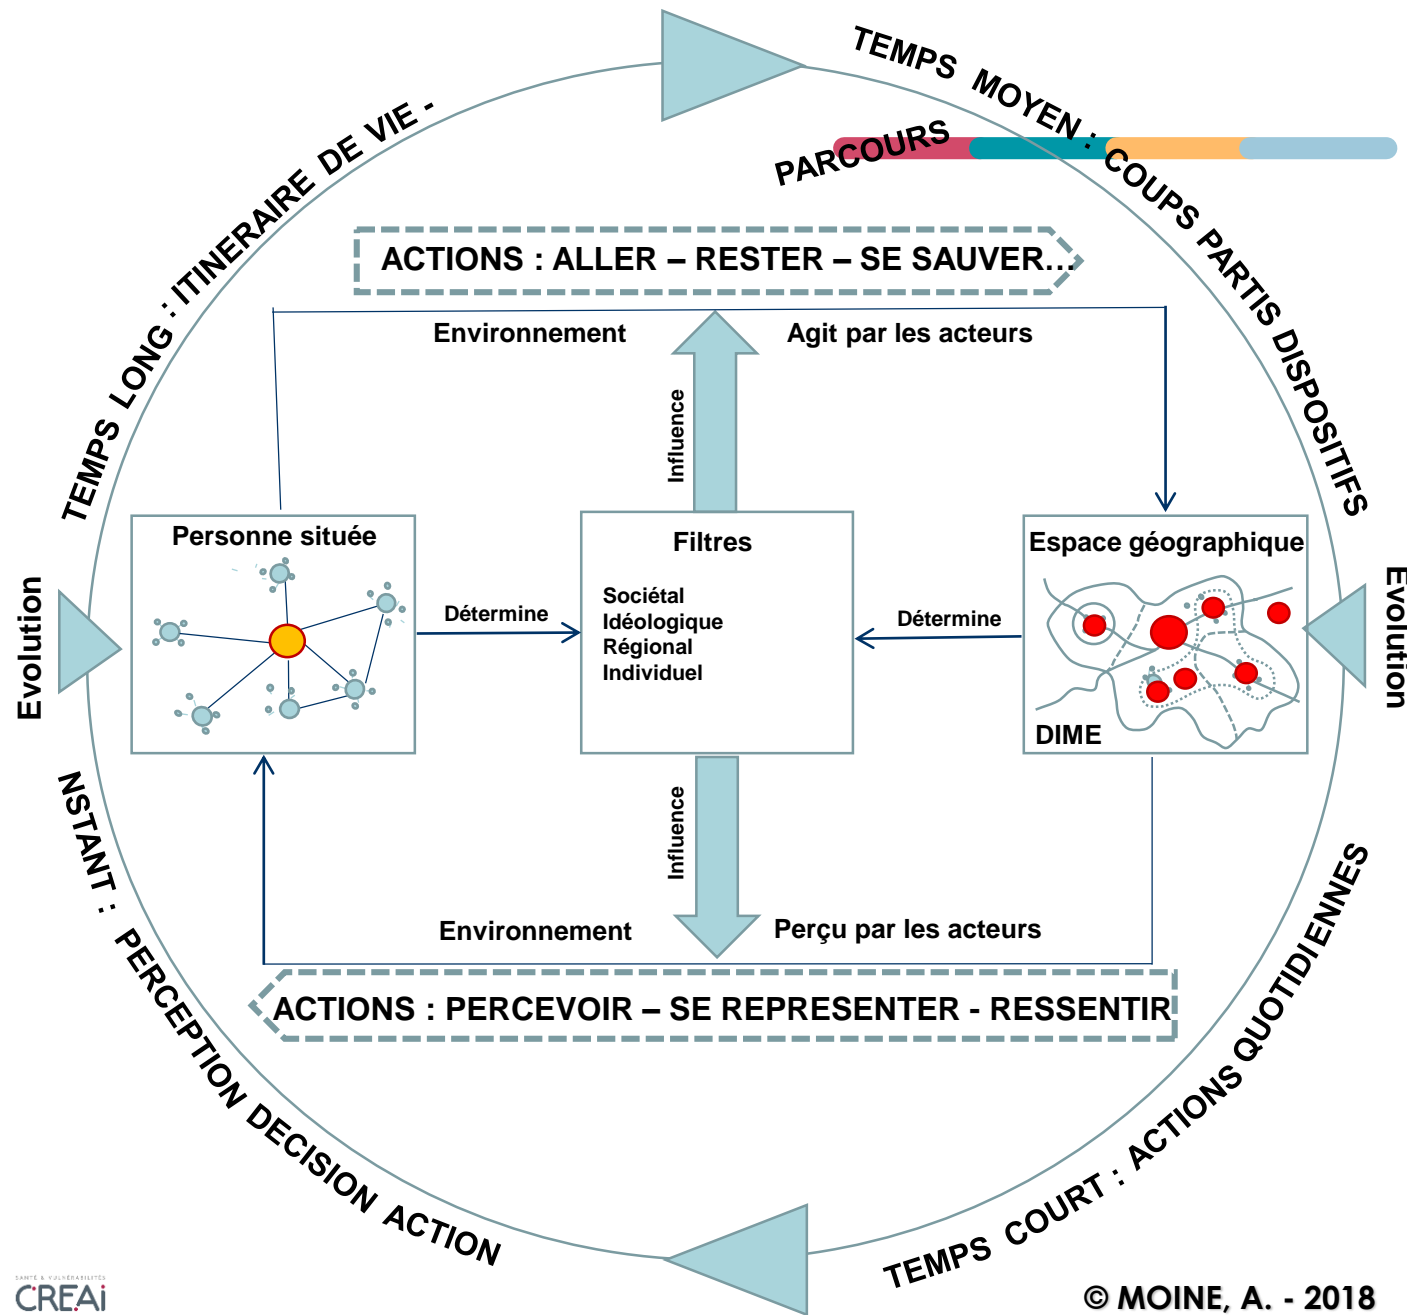 TEMPS LONG : ITINERAIRE DE VIE -
PARCOURS
TEMPS MOYEN : COUPS PARTIS DISPOSITIFS
ACTIONS : ALLER – RESTER – SE SAUVER…
Environnement
Agit par les acteurs
Influence
Personne située
Filtres
Espace géographique
Sociétal
Idéologique
Régional
Individuel
Détermine
Détermine
DIME
Evolution
Evolution
Influence
Environnement
Perçu par les acteurs
ACTIONS : PERCEVOIR – SE REPRESENTER - RESSENTIR
NSTANT : PERCEPTION DECISION ACTION
TEMPS COURT : ACTIONS QUOTIDIENNES
SANTÉ & VULNÉRABILITÉS
CREAi
© MOINE, A. - 2018